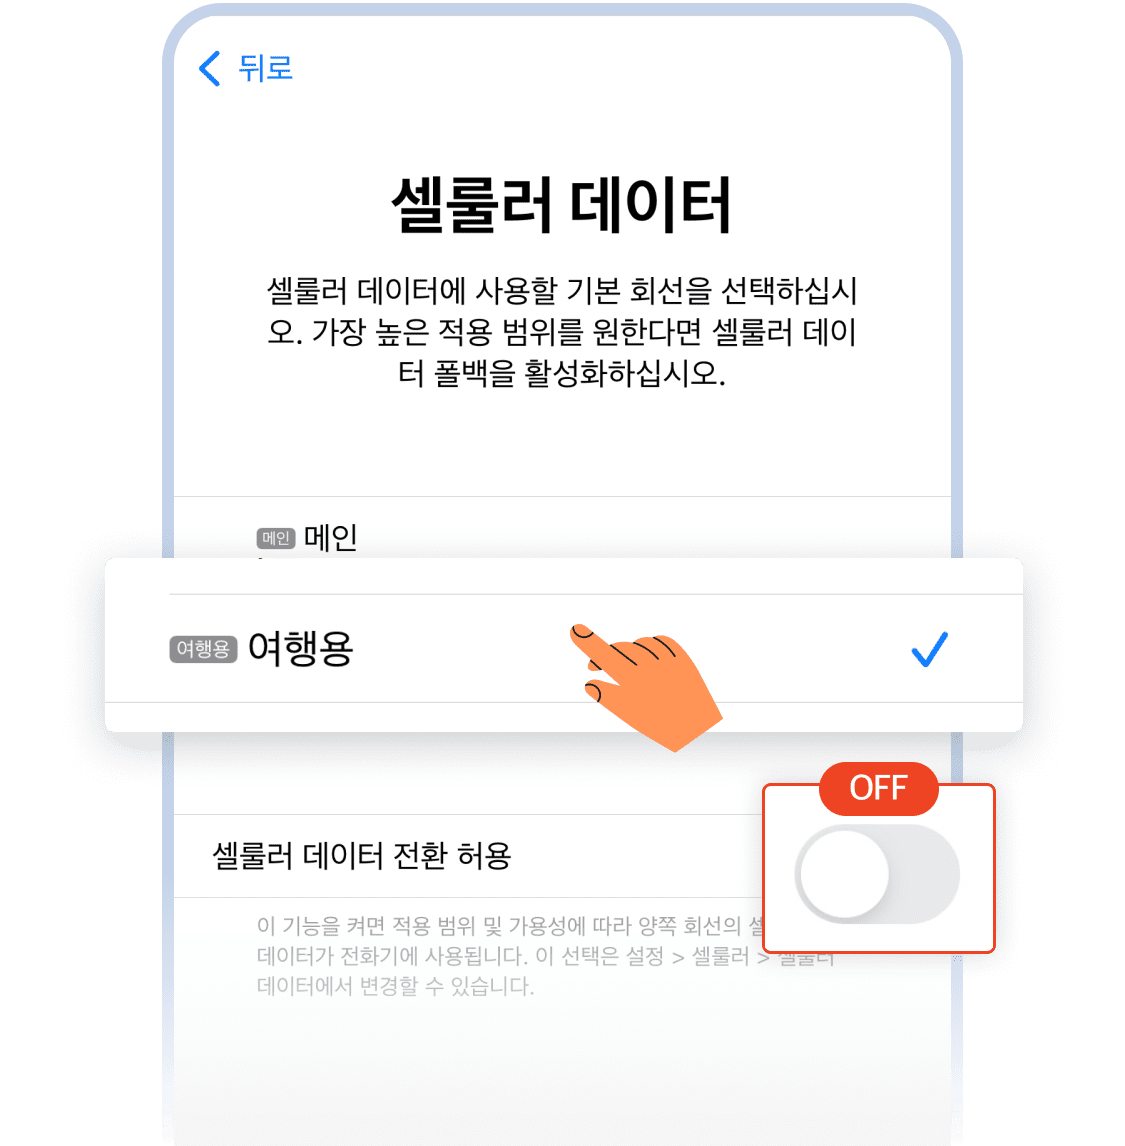 뒤로
셀룰러 데이터
셀룰러 데이터에 사용할 기본 회선을 선택하십시
오. 가장 높은 적용 범위를 원한다면 셀룰러 데이
터 폴백을 활성화하십시오.
메인 메인
여행용 여행용
OFF
셀룰러 데이터 전환 허용
이 기능을 켜면 적용 범위 및 가용성에 따라 양쪽 회선의
데이터가 전화기에 사용됩니다. 이 선택은 설정 > 셀룰러 > 셀룰러
데이터에서 변경할 수 있습니다.